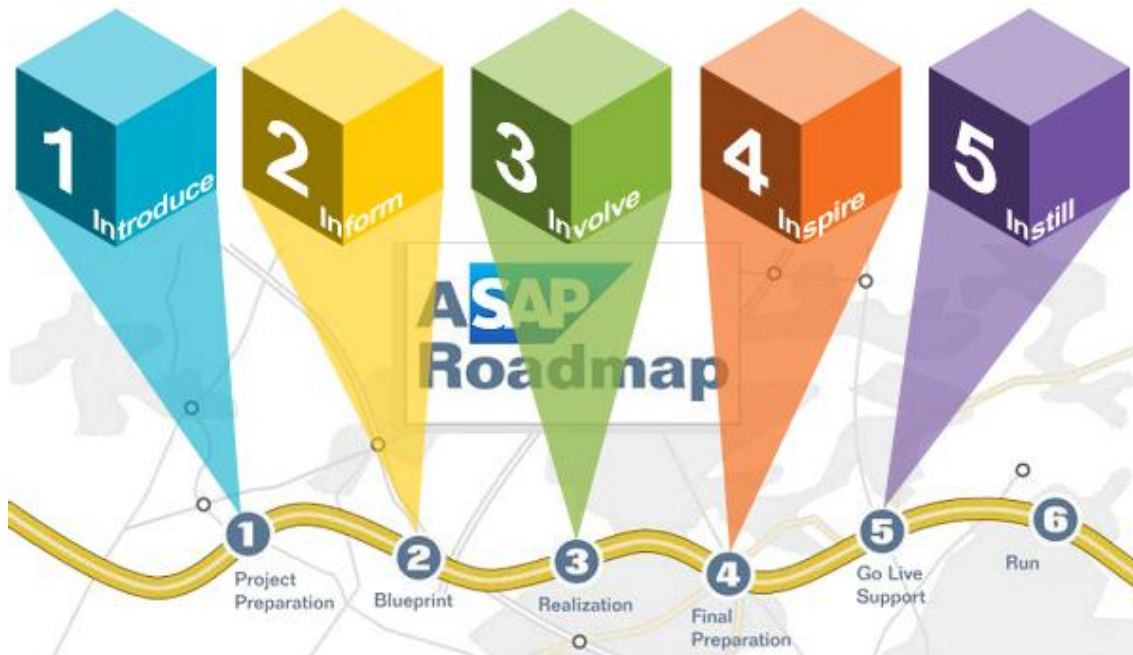 1
Introduce
2
Inform
3
Involve
4
Inspire
5
Instill
ASAP
Roadmap
1
Project
Preparation
2
Blueprint
3
Realization
4
Final
Preparation
5
Go Live
Support
6
Run